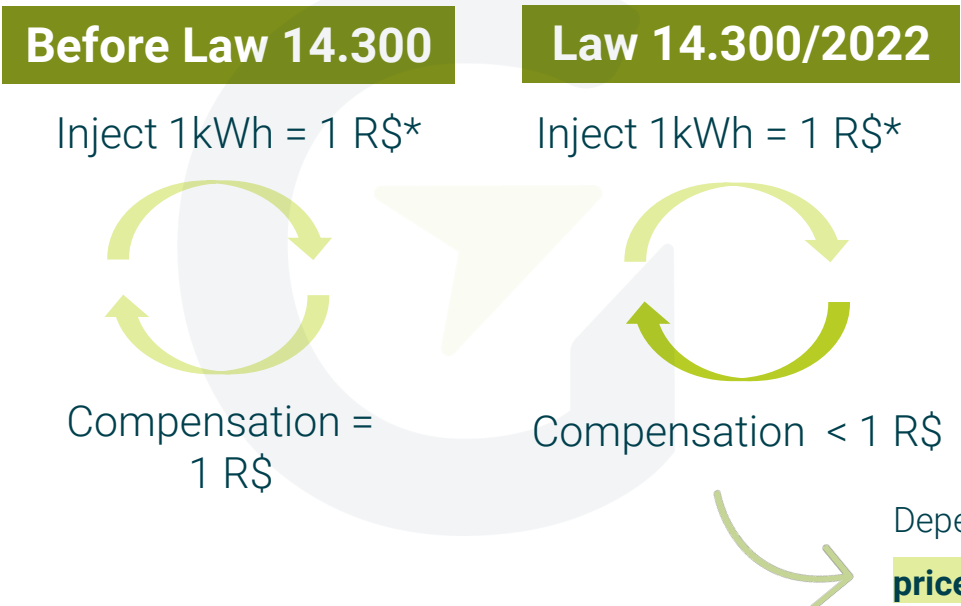 Before Law 14.300
Law 14.300/2022
Inject 1kWh = 1 R$*
Inject 1kWh = 1 R$*
Compensation =
1 R$
Compensation < 1 R$